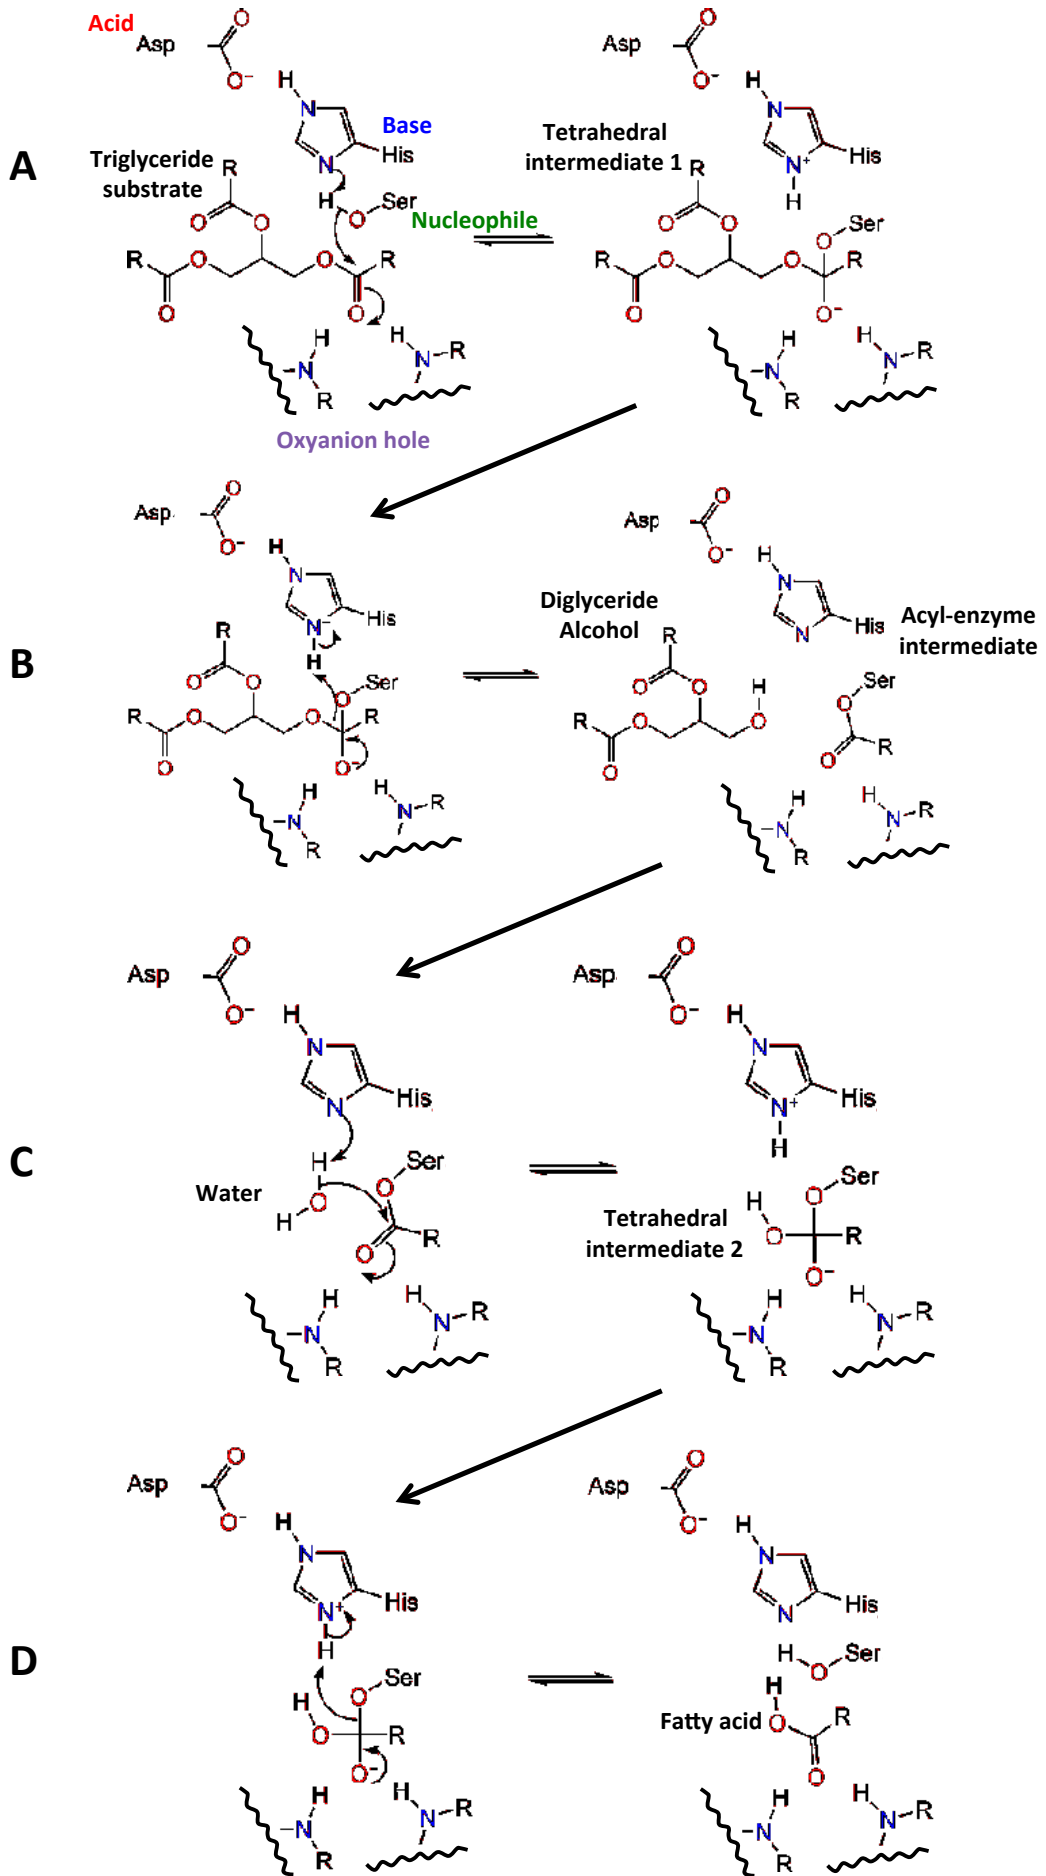 Acid
Asp
O
O⁻
H
N
Base
His
N
A
Triglyceride
substrate
R
H
O
Ser
Nucleophile
O
O
R
O
O
R
O
O
H
H
N
R
N
R
Oxyanion hole
Asp
O
O⁻
H
N
Tetrahedral
intermediate 1
His
N⁺
H
R
O
O
O
Ser
R
O
O
R
O
O⁻
H
H
N
R
N
R
Asp
O
O⁻
H
N
His
N⁻
H
B
R
O
O
O
Ser
R
O
O
R
O
O⁻
H
H
N
R
N
R
Asp
O
O⁻
H
N
Diglyceride
Alcohol
His
N
Acyl-enzyme
intermediate
R
O
O
H
Ser
O
R
O
O
R
O
O
H
H
N
R
N
R
Asp
O
O⁻
H
N
His
N
C
H
Ser
Water
O
O
H
O
R
H
H
N
R
N
R
Asp
O
O⁻
H
N
His
N⁺
H
Ser
H
O
Tetrahedral
intermediate 2
O
R
O⁻
H
H
N
R
N
R
Asp
O
O⁻
H
N
His
N⁺
H
D
Ser
H
O
O
R
O⁻
H
H
N
R
N
R
Asp
O
O⁻
H
N
His
N
H
O
Ser
H
Fatty acid
O
R
O
H
H
N
R
N
R